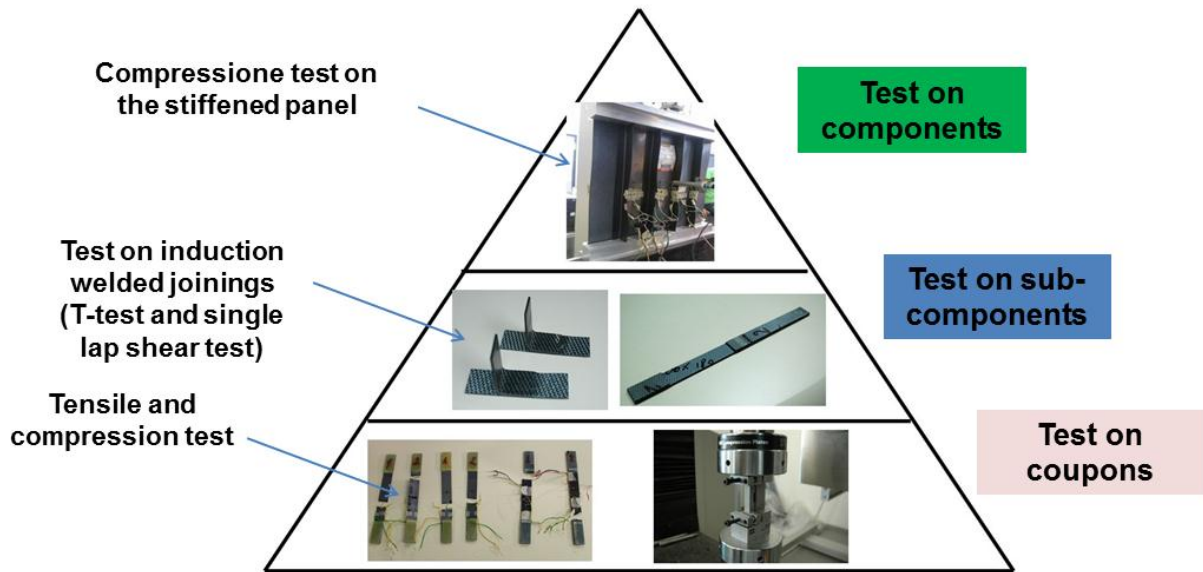 Compressione test on
the stiffened panel
Test on
components
Test on induction
welded joinings
(T-test and single
lap shear test)
Test on sub-
components
Tensile and
compression test
Test on
coupons